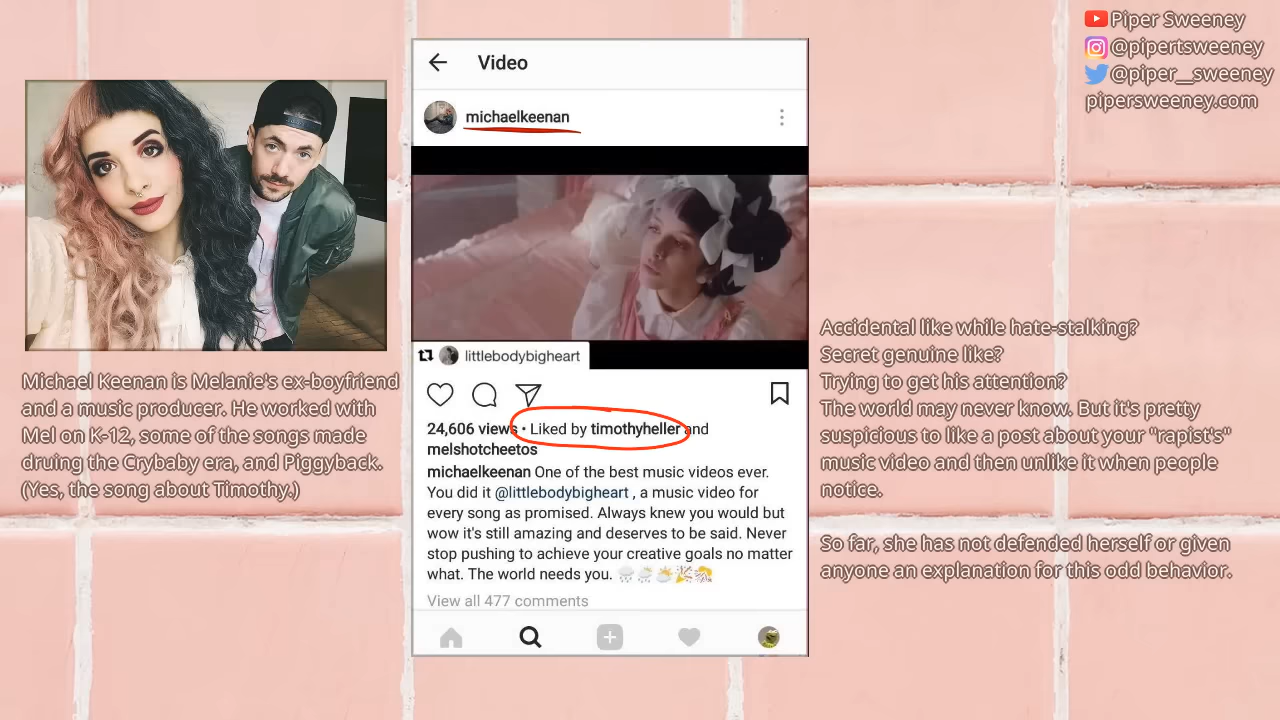 Piper Sweeney
@pipertsweeney
@piper__sweeney
pipersweeney.com
Video
michaelkeenan
littlebodybigheart
24,606 views • Liked by timothyheller and
melshotcheetos
michaelkeenan One of the best music videos ever.
You did it @littlebodybigheart , a music video for
every song as promised. Always knew you would but
wow it's still amazing and deserves to be said. Never
stop pushing to achieve your creative goals no matter
what. The world needs you. 🌧️🌦️⛅🎉🎊
View all 477 comments
Michael Keenan is Melanie's ex-boyfriend
and a music producer. He worked with
Mel on K-12, some of the songs made
druing the Crybaby era, and Piggyback.
(Yes, the song about Timothy.)
Accidental like while hate-stalking?
Secret genuine like?
Trying to get his attention?
The world may never know. But it's pretty
suspicious to like a post about your "rapist's"
music video and then unlike it when people
notice.
So far, she has not defended herself or given
anyone an explanation for this odd behavior.